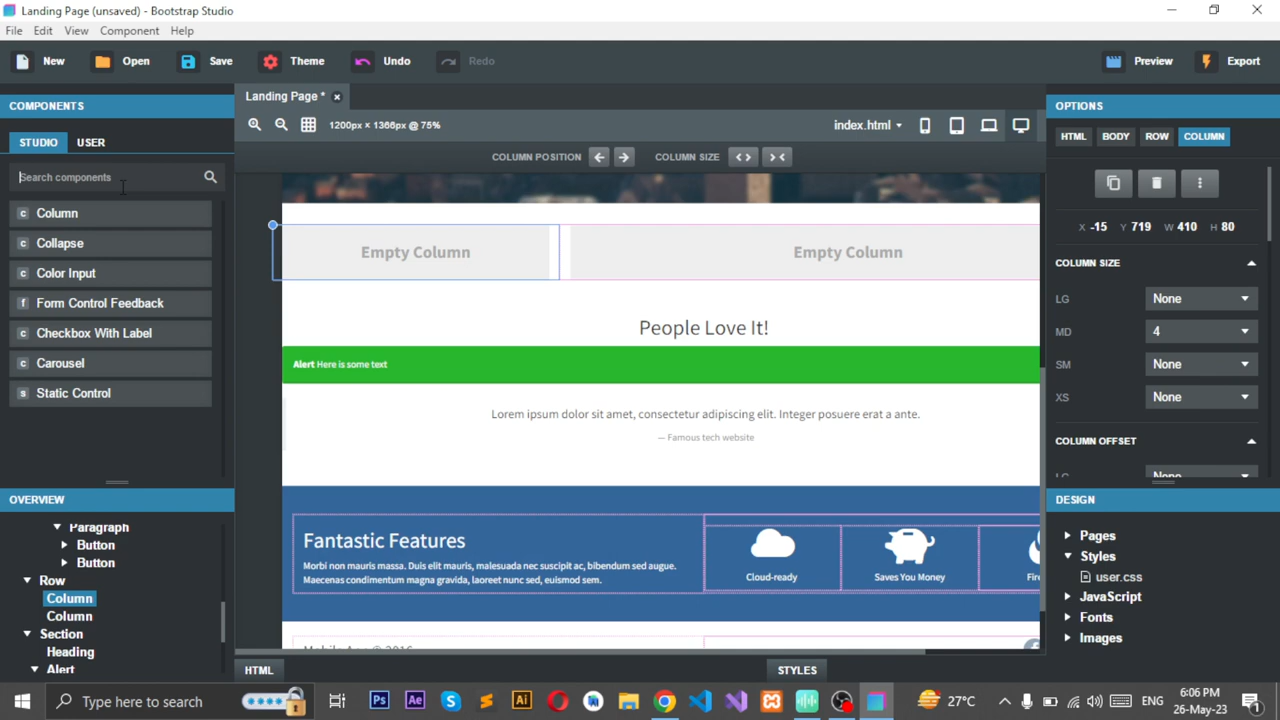 Landing Page (unsaved) - Bootstrap Studio
File Edit View Component Help
New Open Save Theme Undo Redo Preview Export
COMPONENTS
Landing Page *
OPTIONS
STUDIO USER
1200px × 1366px @ 75%
index.html
HTML BODY ROW COLUMN
COLUMN POSITION
COLUMN SIZE
Search components
Column
Collapse
Color Input
Form Control Feedback
Checkbox With Label
Carousel
Static Control
Empty Column
Empty Column
People Love It!
Alert Here is some text
Lorem ipsum dolor sit amet, consectetur adipiscing elit. Integer posuere erat a ante.
— Famous tech website
Fantastic Features
Morbi non mauris massa. Duis elit mauris, malesuada nec suscipit ac, bibendum sed augue.
Maecenas condimentum magna gravida, laoreet nunc sed, euismod sem.
Cloud-ready
Saves You Money
Fire
Mobile App © 2016
X -15 Y 719 W 410 H 80
COLUMN SIZE
LG None
MD 4
SM None
XS None
COLUMN OFFSET
LG None
OVERVIEW
Paragraph
Button
Button
Row
Column
Column
Section
Heading
Alert
DESIGN
Pages
Styles
user.css
JavaScript
Fonts
Images
HTML
STYLES
Type here to search
27°C
ENG
6:06 PM
26-May-23